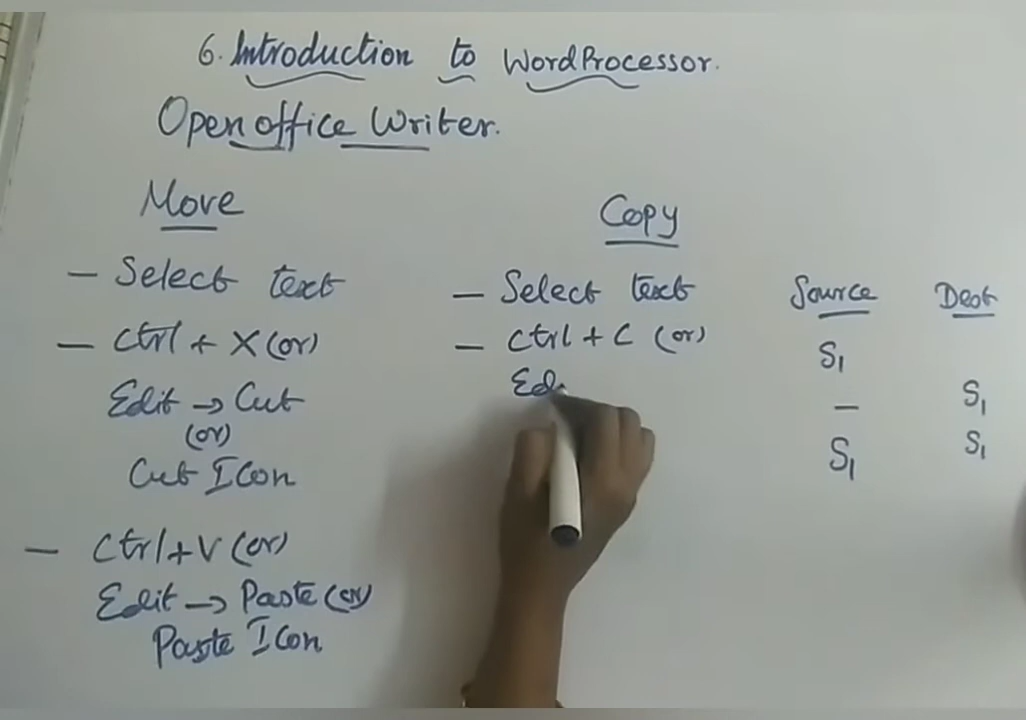 6. Introduction to WordProcessor.
Open office Writer.
Move
- Select text
- Ctrl + X (or)
Edit → Cut
(or)
Cut Icon
- Ctrl+V (or)
Edit → Paste (or)
Paste Icon
Copy
- Select text
- Ctrl + C (or)
Edi
Source Dest
S1
- S1
S1 S1